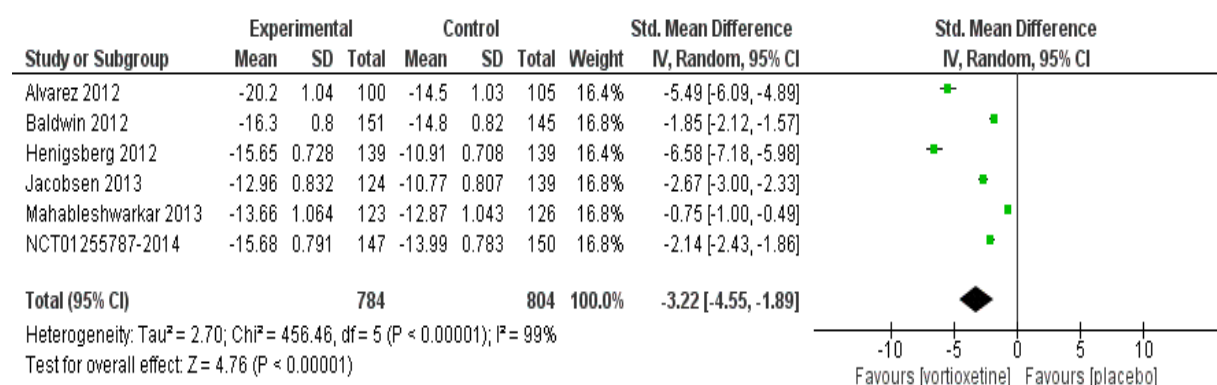 Experimental Control Std. Mean Difference Std. Mean Difference
Study or Subgroup Mean SD Total Mean SD Total Weight IV, Random, 95% CI IV, Random, 95% CI
Alvarez 2012 -20.2 1.04 100 -14.5 1.03 105 16.4% -5.49 [-6.09, -4.89]
Baldwin 2012 -16.3 0.8 151 -14.8 0.82 145 16.8% -1.85 [-2.12, -1.57]
Henigsberg 2012 -15.65 0.728 139 -10.91 0.708 139 16.4% -6.58 [-7.18, -5.98]
Jacobsen 2013 -12.96 0.832 124 -10.77 0.807 139 16.8% -2.67 [-3.00, -2.33]
Mahableshwarkar 2013 -13.66 1.064 123 -12.87 1.043 126 16.8% -0.75 [-1.00, -0.49]
NCT01255787-2014 -15.68 0.791 147 -13.99 0.783 150 16.8% -2.14 [-2.43, -1.86]
Total (95% CI) 784 804 100.0% -3.22 [-4.55, -1.89]
Heterogeneity: Tau² = 2.70; Chi² = 456.46, df = 5 (P < 0.00001); I² = 99%
Test for overall effect: Z = 4.76 (P < 0.00001)
-10 -5 0 5 10
Favours [vortioxetine] Favours [placebo]